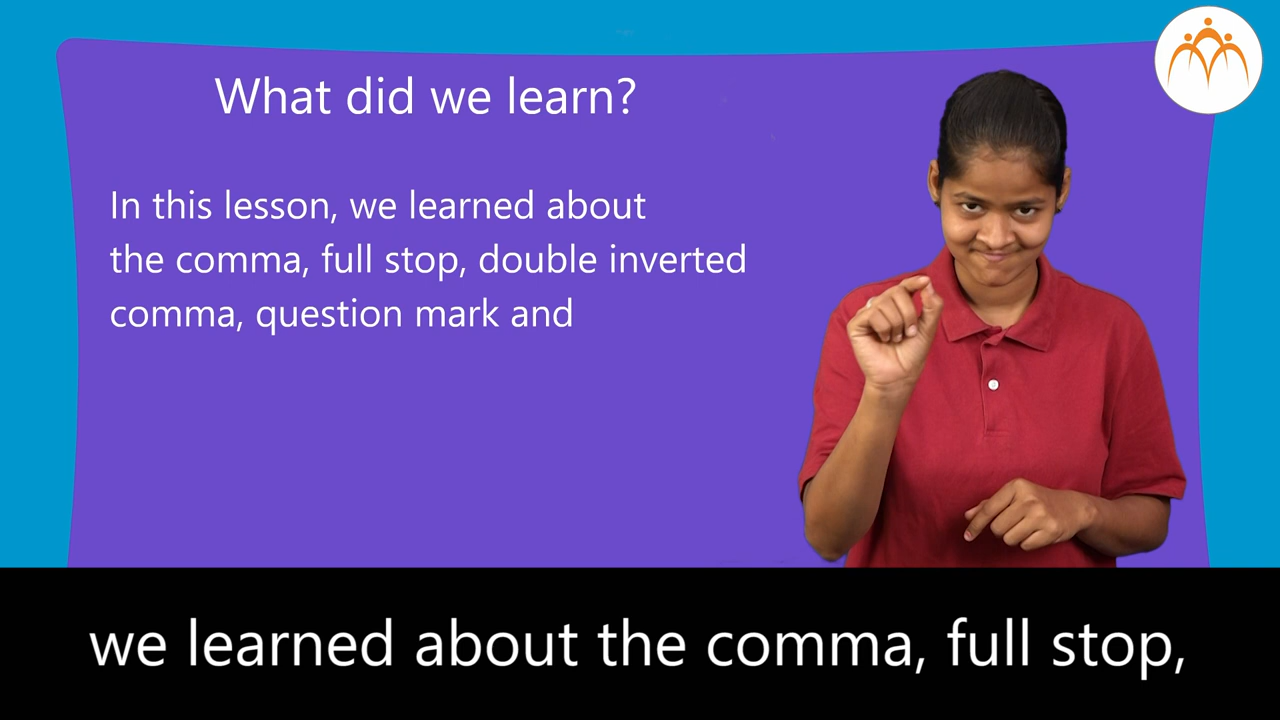 What did we learn?
In this lesson, we learned about
the comma, full stop, double inverted
comma, question mark and
we learned about the comma, full stop,